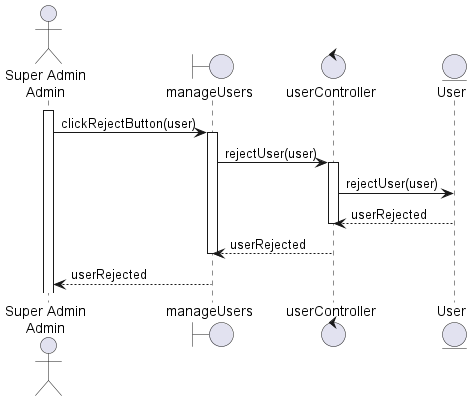 Super Admin
Admin
manageUsers
userController
User
clickRejectButton(user)
rejectUser(user)
rejectUser(user)
userRejected
userRejected
userRejected
Super Admin
Admin
manageUsers
userController
User